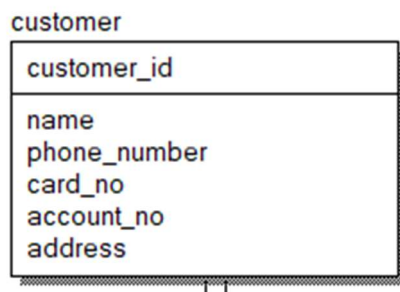 customer
customer_id
name
phone_number
card_no
account_no
address